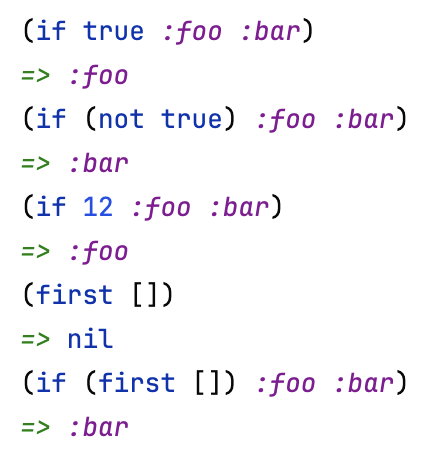 (if true :foo :bar)
=> :foo
(if (not true) :foo :bar)
=> :bar
(if 12 :foo :bar)
=> :foo
(first [])
=> nil
(if (first []) :foo :bar)
=> :bar